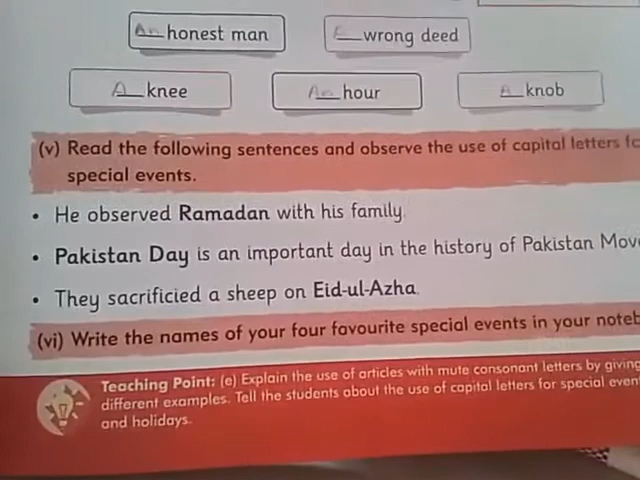 An honest man
wrong deed
A knee
An hour
A knob
(v) Read the following sentences and observe the use of capital letters
special events.
• He observed Ramadan with his family.
• Pakistan Day is an important day in the history of Pakistan
• They sacrificied a sheep on Eid-ul-Azha.
(vi) Write the names of your four favourite special events in your
Teaching Point: (e) Explain the use of articles with mute consonant letters by giving
different examples. Tell the students about the use of capital letters for special
and holidays.